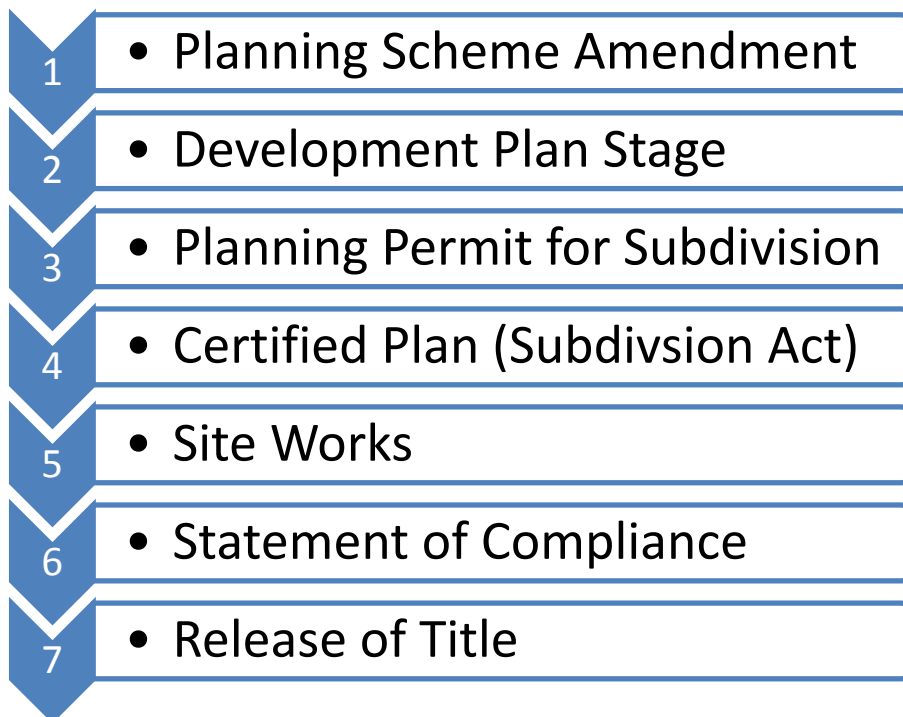 1 • Planning Scheme Amendment
2 • Development Plan Stage
3 • Planning Permit for Subdivision
4 • Certified Plan (Subdivsion Act)
5 • Site Works
6 • Statement of Compliance
7 • Release of Title